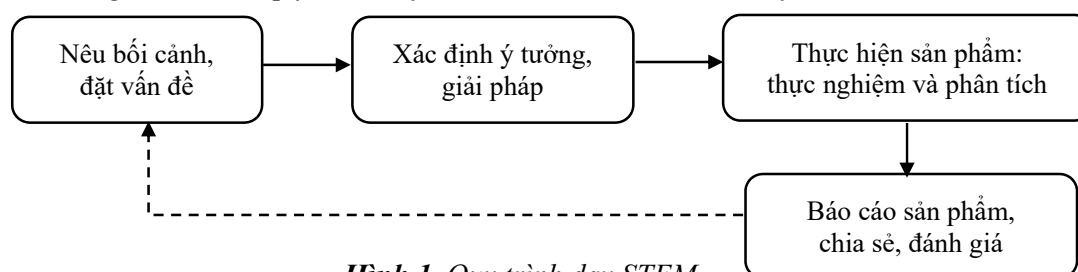 Nêu bối cảnh,
đặt vấn đề
Xác định ý tưởng,
giải pháp
Thực hiện sản phẩm:
thực nghiệm và phân tích
Báo cáo sản phẩm,
chia sẻ, đánh giá
Hình 1. Quy trình dạy STEM